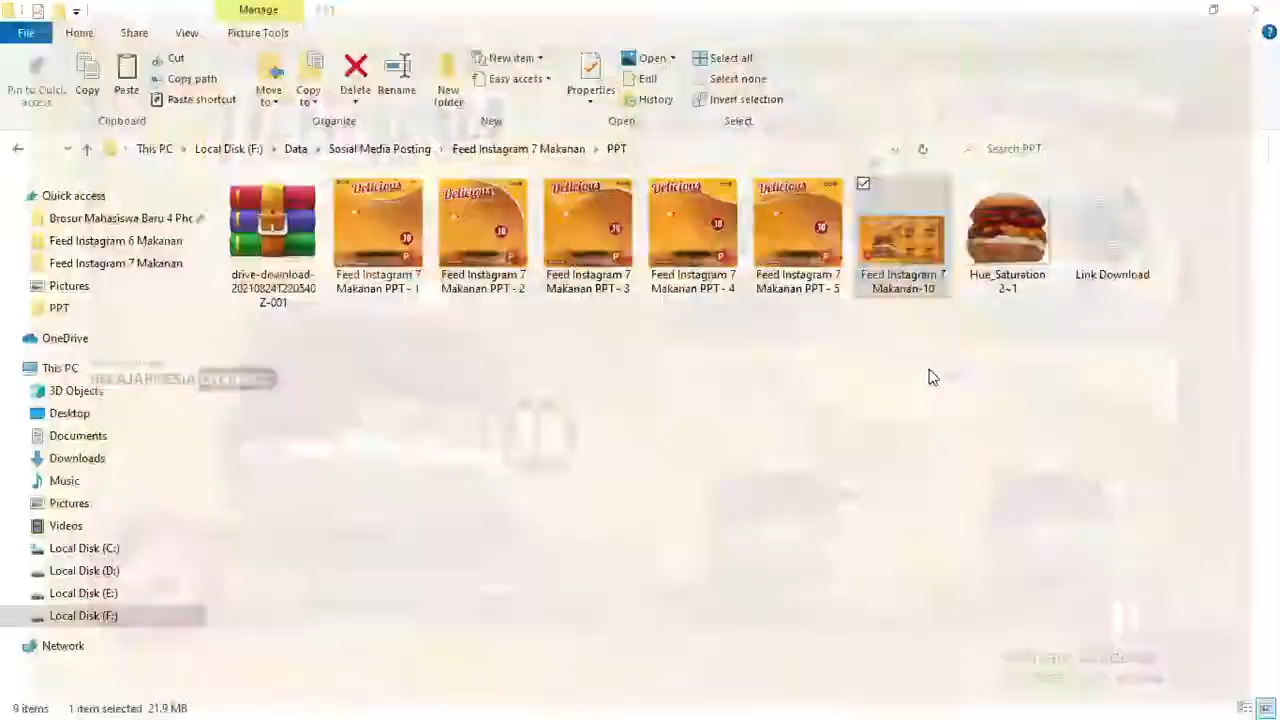 Manage
File
Home
Share
View
Picture Tools
Pin to Quick access
Copy
Paste
Cut
Copy path
Paste shortcut
Clipboard
Move to
Copy to
Delete
Rename
Organize
New folder
New item
Easy access
New
Properties
Open
Edit
History
Open
Select all
Select none
Invert selection
Select
This PC
Local Disk (F:)
Data
Sosial Media Posting
Feed Instagram 7 Makanan
PPT
Search PPT
Quick access
Brosur Mahasiswa Baru 4 Phc
Feed Instagram 6 Makanan
Feed Instagram 7 Makanan
Pictures
PPT
OneDrive
This PC
3D Objects
Desktop
Documents
Downloads
Music
Pictures
Videos
Local Disk (C:)
Local Disk (D:)
Local Disk (E:)
Local Disk (F:)
Network
drive-download-
20210824T220540
Z-001
Delicious
Feed Instagram 7
Makanan PPT - 1
Delicious
Feed Instagram 7
Makanan PPT - 2
Delicious
Feed Instagram 7
Makanan PPT - 3
Delicious
Feed Instagram 7
Makanan PPT - 4
Delicious
Feed Instagram 7
Makanan PPT - 5
Feed Instagram 7
Makanan-10
Hue_Saturation
2~1
Link Download
9 items
1 item selected
21.9 MB